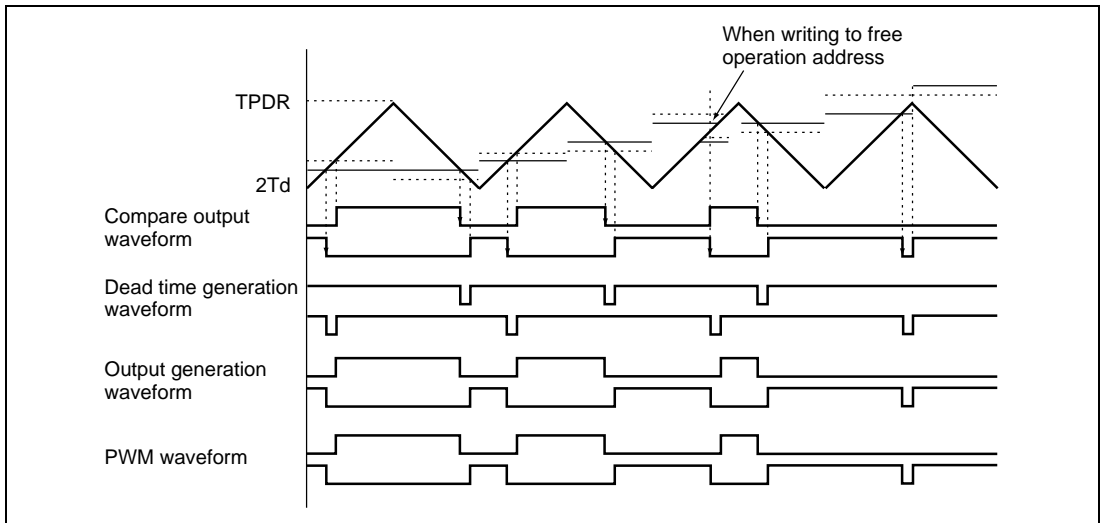 When writing to free
operation address
TPDR
2Td
Compare output
waveform
Dead time generation
waveform
Output generation
waveform
PWM waveform